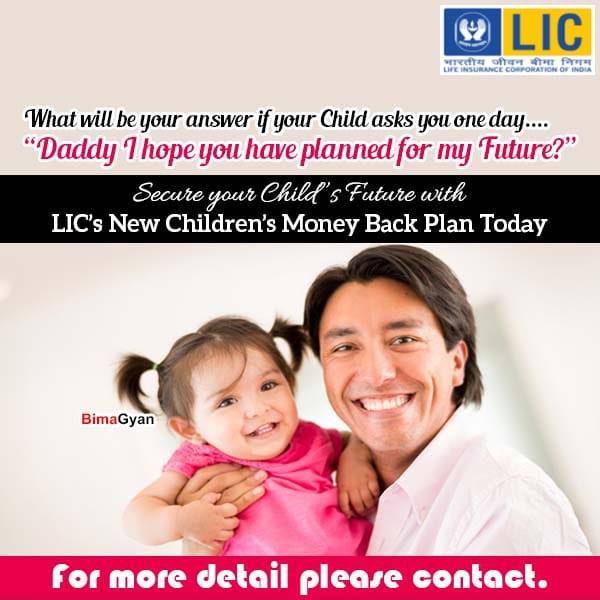 LIC
भारतीय जीवन बीमा निगम
LIFE INSURANCE CORPORATION OF INDIA
What will be your answer if your Child asks you one day....
“Daddy I hope you have planned for my Future?”
Secure your Child's Future with
LIC's New Children's Money Back Plan Today
BimaGyan
For more detail please contact.